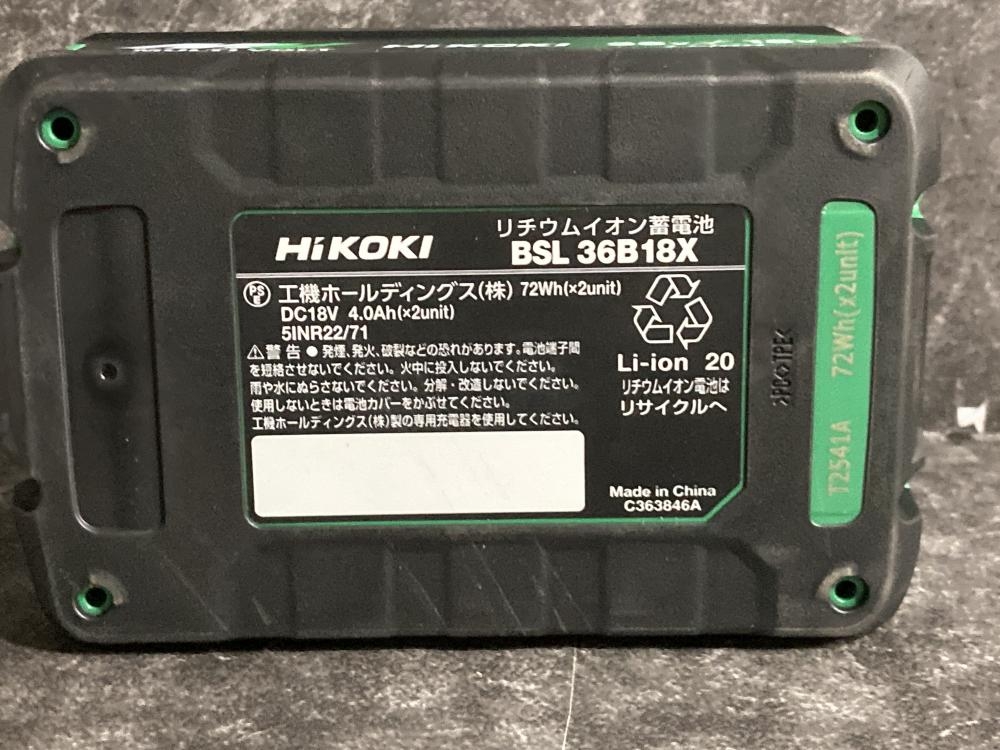 HiKOKI
HiKOKI
リチウムイオン蓄電池
BSL 36B18X
PS
E
工機ホールディングス(株) 72Wh(×2unit)
DC18V 4.0Ah(×2unit)
5INR22/71
⚠警告 ●発煙、発火、破裂などの恐れがあります。電池端子間
を短絡させないでください。火中に投入しないでください。
雨や水にぬらさないでください。分解・改造しないでください。
使用しないときは電池カバーをかぶせてください。
工機ホールディングス(株)製の専用充電器を使用してください。
Li-ion 20
リチウムイオン電池は
リサイクルへ
Made in China
C363846A
T2541A 72Wh(x2unit)